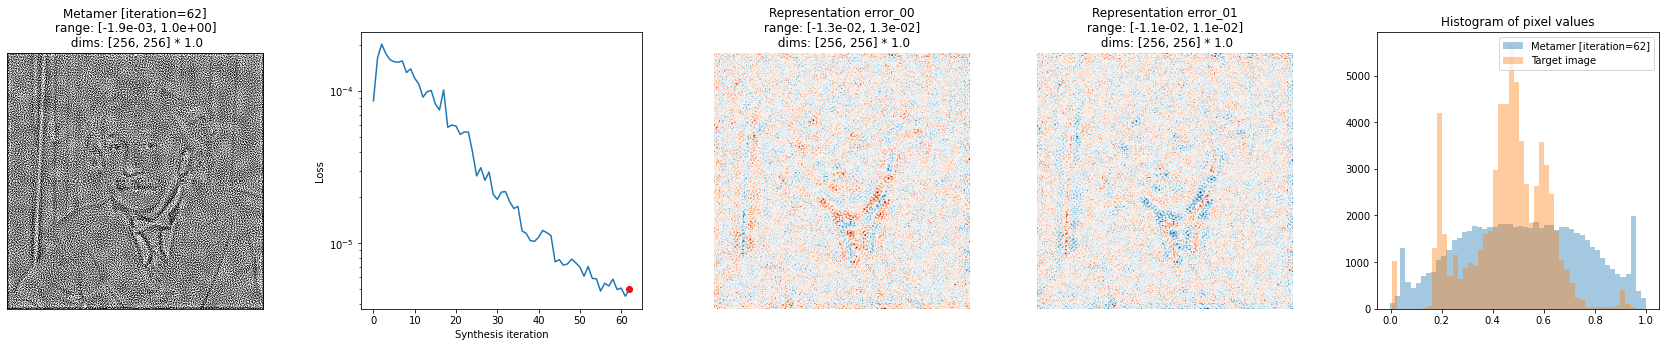 Metamer [iteration=62]
range: [-1.9e-03, 1.0e+00]
dims: [256, 256] * 1.0
Loss
10⁻⁴
10⁻⁵
0 10 20 30 40 50 60
Synthesis iteration
Representation error_00
range: [-1.3e-02, 1.3e-02]
dims: [256, 256] * 1.0
Representation error_01
range: [-1.1e-02, 1.1e-02]
dims: [256, 256] * 1.0
Histogram of pixel values
Metamer [iteration=62]
Target image
5000
4000
3000
2000
1000
0
0.0 0.2 0.4 0.6 0.8 1.0